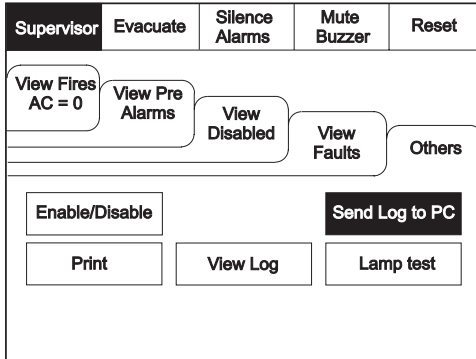 Supervisor Evacuate Silence Alarms Mute Buzzer Reset
View Fires
AC = 0
View Pre
Alarms
View
Disabled
View
Faults
Others
Enable/Disable Send Log to PC
Print View Log Lamp test